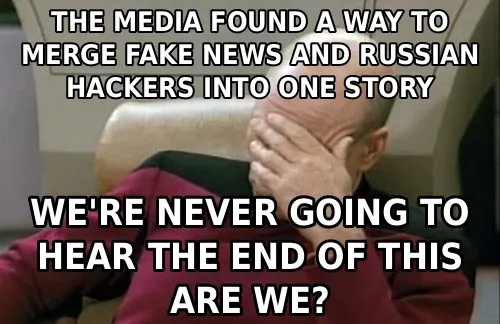 THE MEDIA FOUND A WAY TO
MERGE FAKE NEWS AND RUSSIAN
HACKERS INTO ONE STORY
WE'RE NEVER GOING TO
HEAR THE END OF THIS
ARE WE?